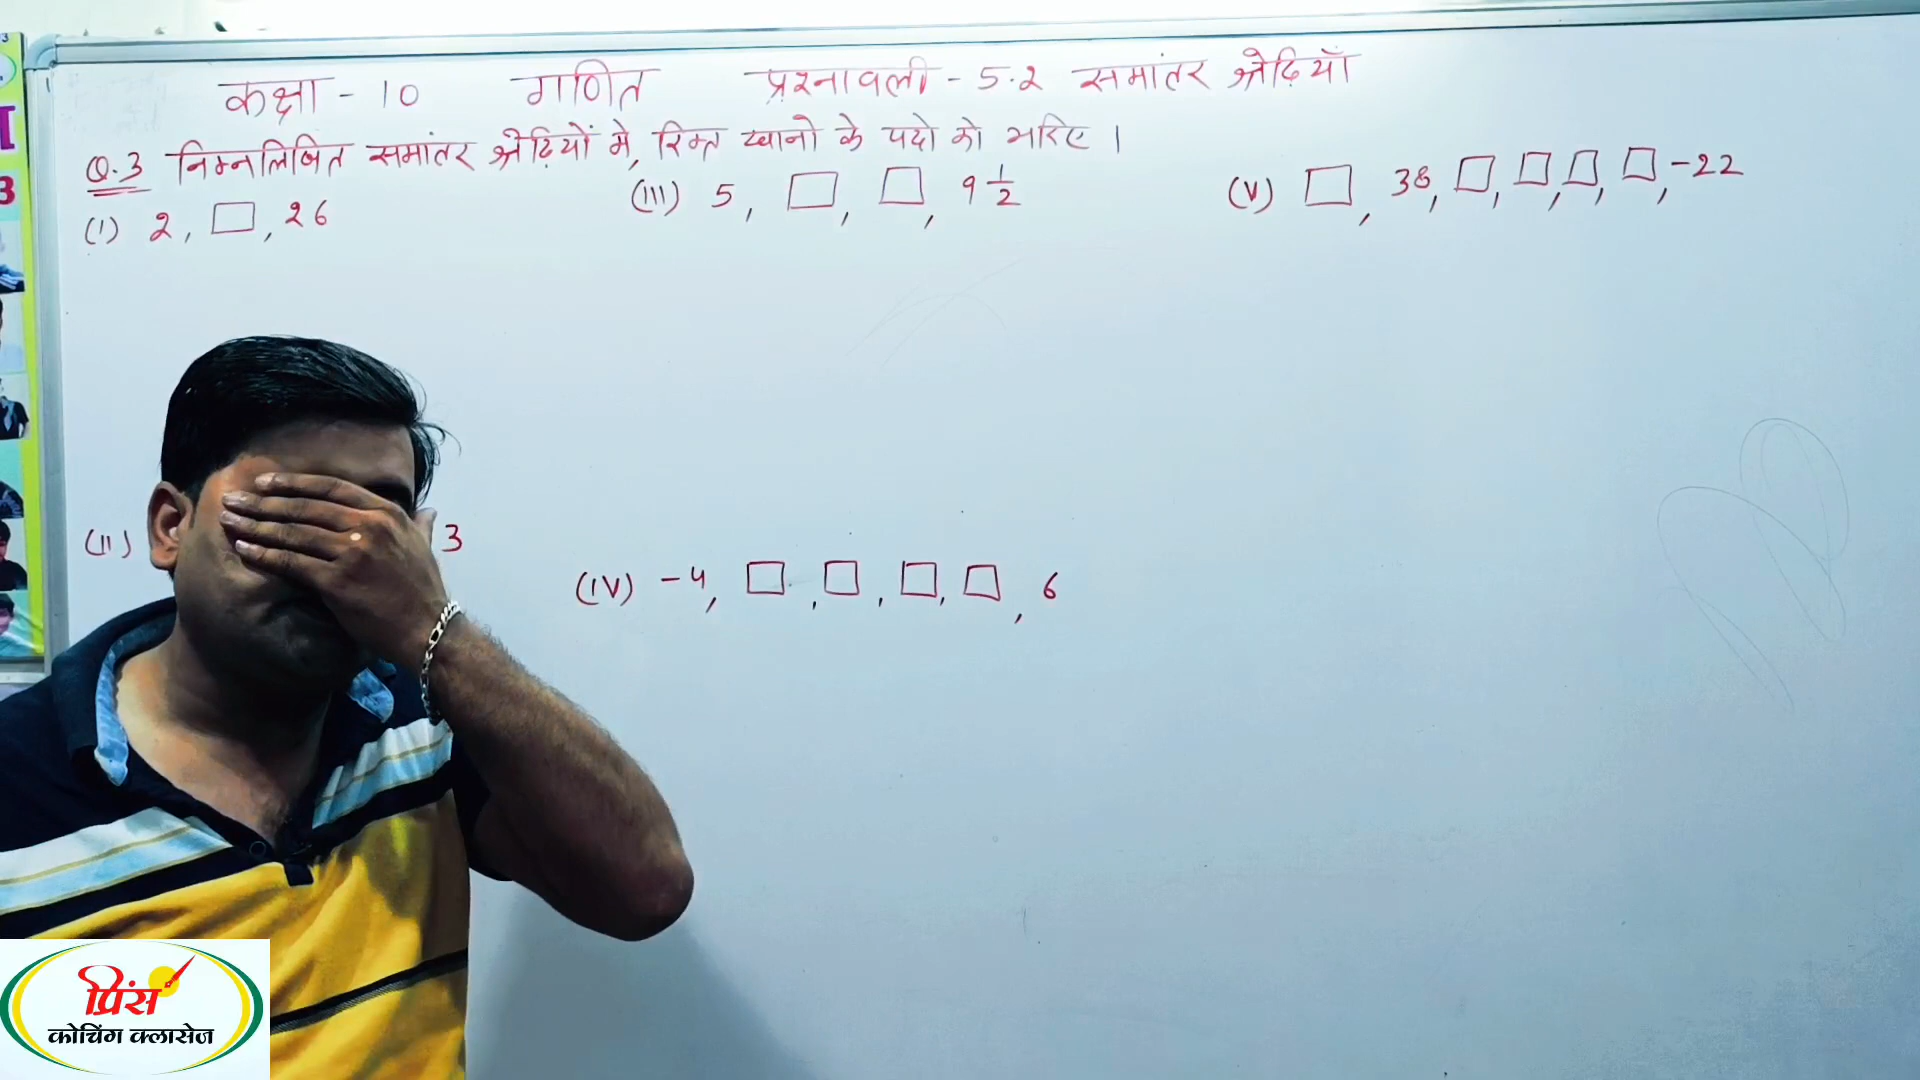 कक्षा - 10 गणित प्रश्नावली - 5.2 समांतर श्रेढ़ियाँ
Q.3 निम्नलिखित समांतर श्रेढ़ियों में, रिक्त खानो के पदो को भरिए ।
(I) 2, □, 26
(III) 5, □, □, 9 1/2
(V) □, 38, □, □, □, □, -22
(II) 3
(IV) -4, □, □, □, □, 6
प्रिंस
कोचिंग क्लासेज